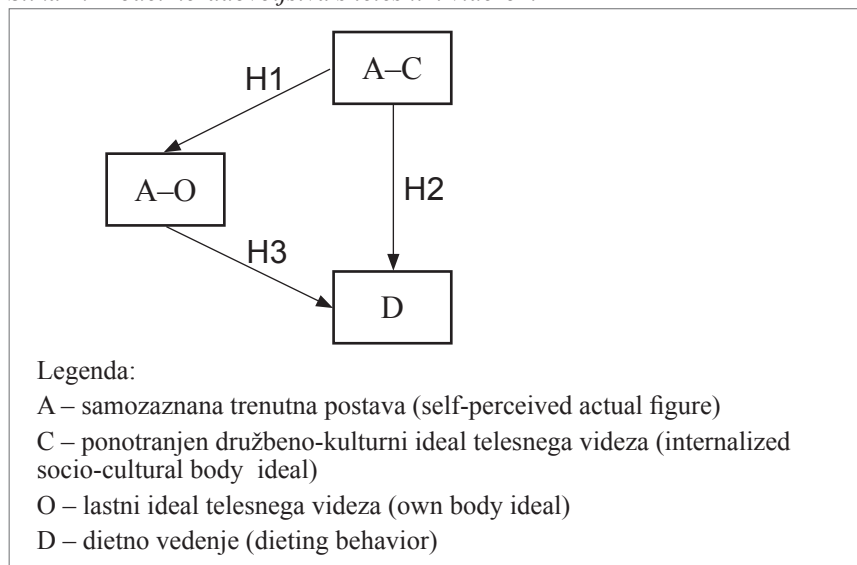 A–C
H1
A–O
H2
H3
D
Legenda:
A – samozaznana trenutna postava (self-perceived actual figure)
C – ponotranjen družbeno-kulturni ideal telesnega videza (internalized
socio-cultural body ideal)
O – lastni ideal telesnega videza (own body ideal)
D – dietno vedenje (dieting behavior)